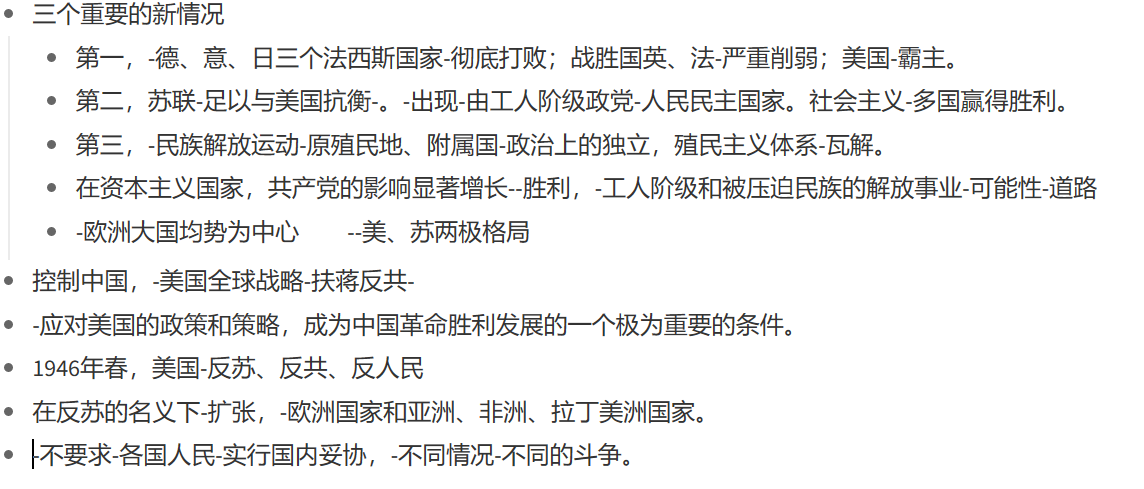 三个重要的新情况
第一，-德、意、日三个法西斯国家-彻底打败；战胜国英、法-严重削弱；美国-霸主。
第二，苏联-足以与美国抗衡-。-出现-由工人阶级政党-人民民主国家。社会主义-多国赢得胜利。
第三，-民族解放运动-原殖民地、附属国-政治上的独立，殖民主义体系-瓦解。
在资本主义国家，共产党的影响显著增长--胜利，-工人阶级和被压迫民族的解放事业-可能性-道路
-欧洲大国均势为中心　　--美、苏两极格局
控制中国，-美国全球战略-扶蒋反共-
-应对美国的政策和策略，成为中国革命胜利发展的一个极为重要的条件。
1946年春，美国-反苏、反共、反人民
在反苏的名义下-扩张，-欧洲国家和亚洲、非洲、拉丁美洲国家。
-不要求-各国人民-实行国内妥协，-不同情况-不同的斗争。